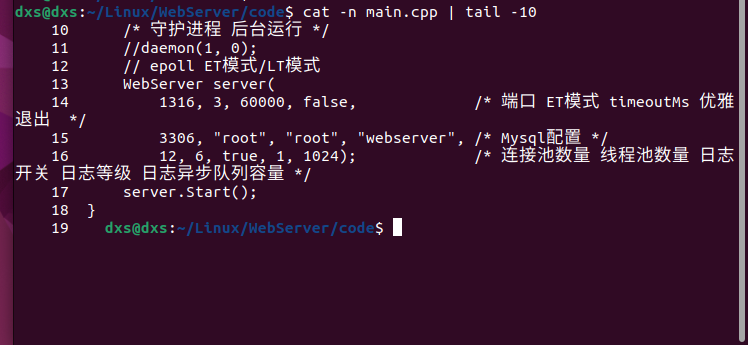 dxs@dxs:~/Linux/WebServer/code$ cat -n main.cpp | tail -10
    10      /* 守护进程 后台运行 */
    11      //daemon(1, 0);
    12      // epoll ET模式/LT模式
    13      WebServer server(
    14          1316, 3, 60000, false,             /* 端口 ET模式 timeoutMs 优雅
退出  */
    15          3306, "root", "root", "webserver", /* Mysql配置 */
    16          12, 6, true, 1, 1024);             /* 连接池数量 线程池数量 日志
开关 日志等级 日志异步队列容量 */
    17      server.Start();
    18  }
    19    dxs@dxs:~/Linux/WebServer/code$